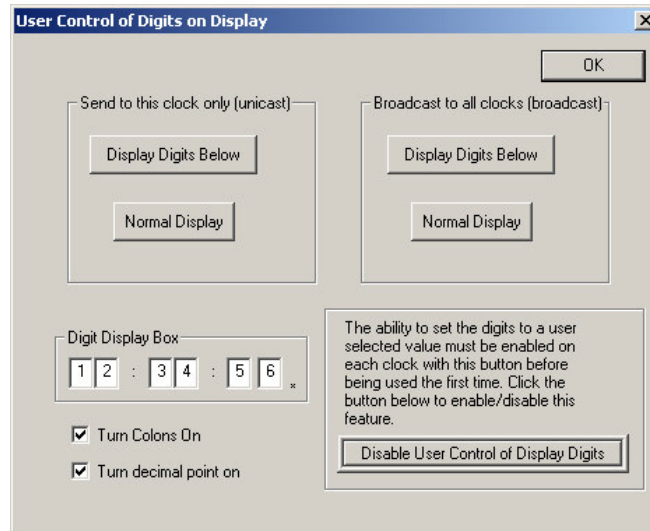 User Control of Digits on Display
OK
Send to this clock only (unicast)
Display Digits Below
Normal Display
Broadcast to all clocks (broadcast)
Display Digits Below
Normal Display
Digit Display Box
1 2 : 3 4 : 5 6 *
Turn Colons On
Turn decimal point on
The ability to set the digits to a user
selected value must be enabled on
each clock with this button before
being used the first time. Click the
button below to enable/disable this
feature.
Disable User Control of Display Digits